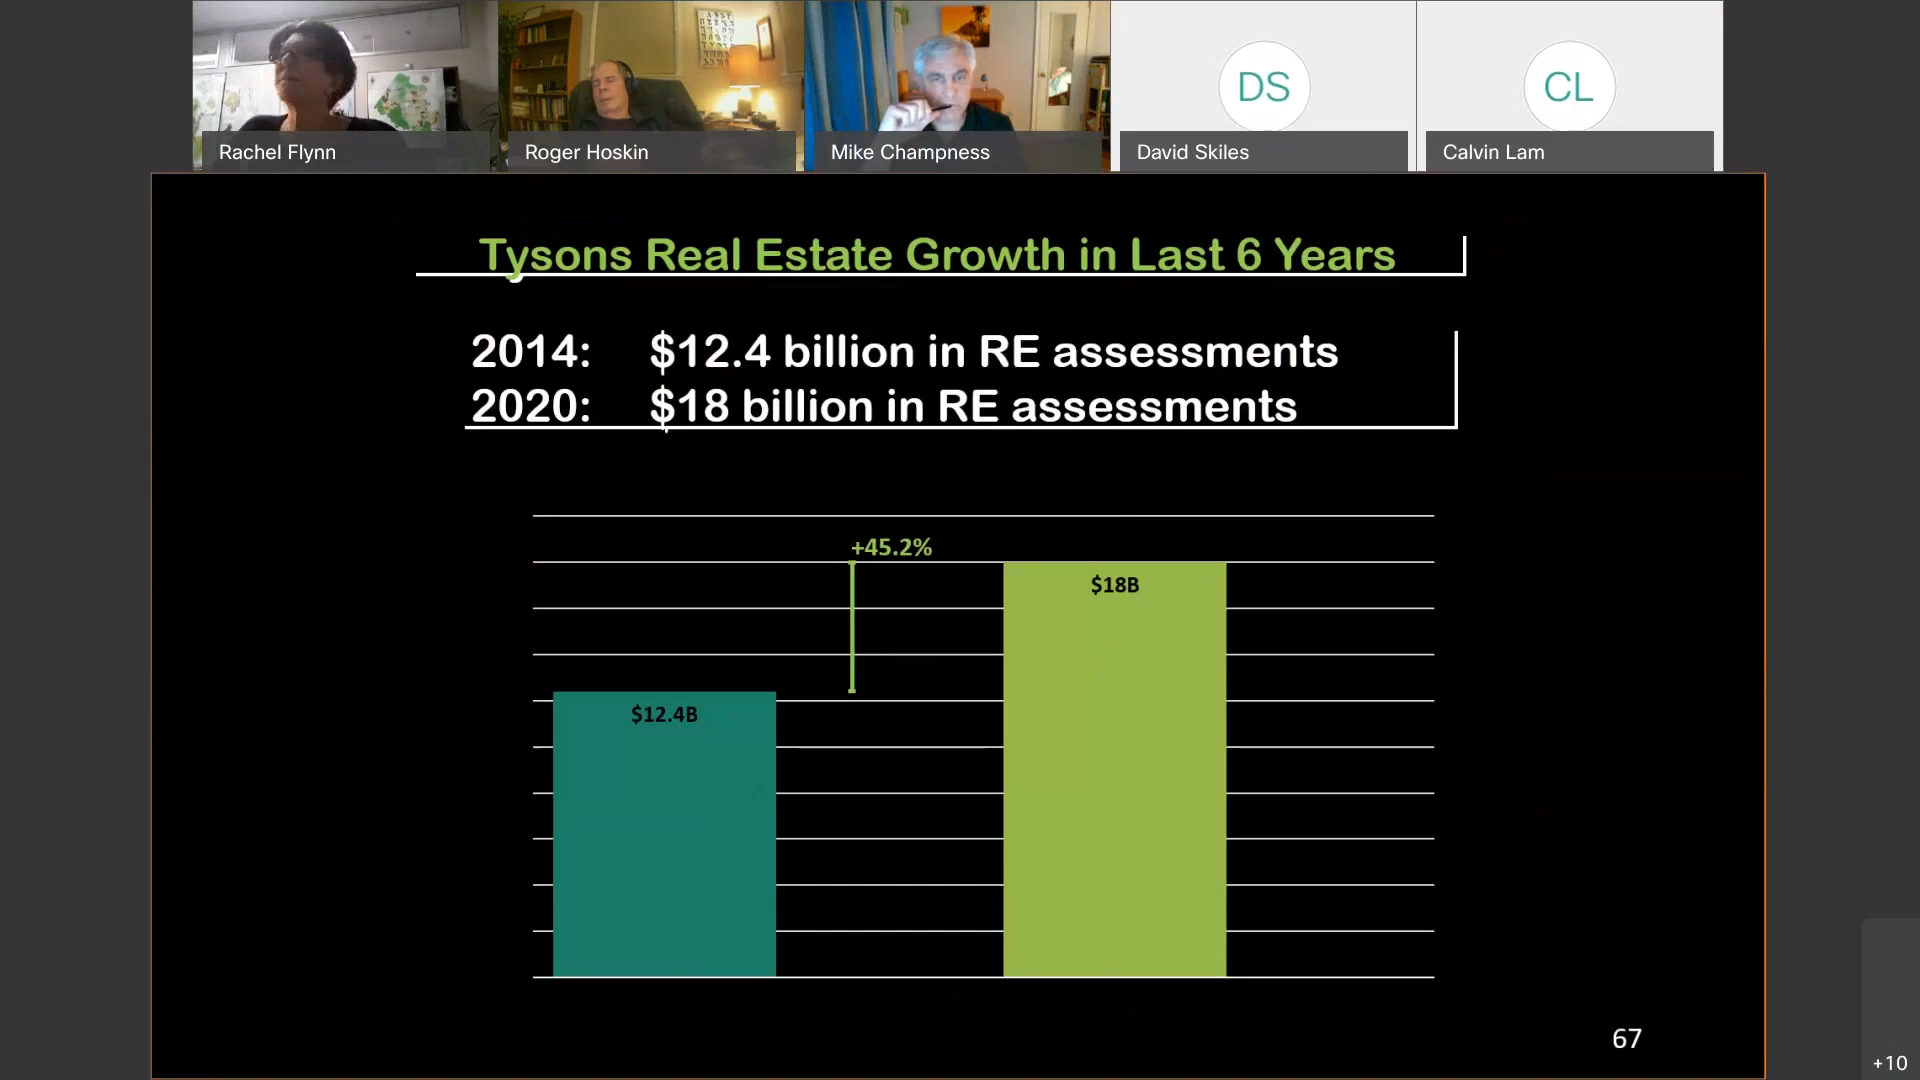 Rachel Flynn
Roger Hoskin
Mike Champness
DS
David Skiles
CL
Calvin Lam
Tysons Real Estate Growth in Last 6 Years
2014: $12.4 billion in RE assessments
2020: $18 billion in RE assessments
+45.2%
$18B
$12.4B
67
+10